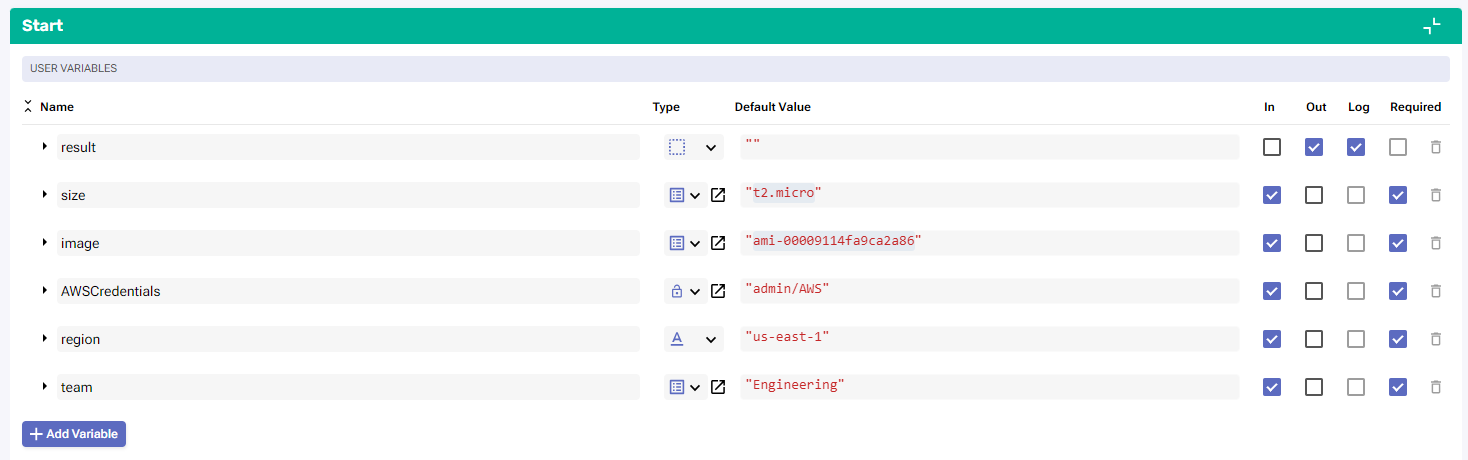 Start
USER VARIABLES
Name Type Default Value In Out Log Required
result ""
size "t2.micro"
image "ami-00009114fa9ca2a86"
AWSCredentials "admin/AWS"
region A "us-east-1"
team "Engineering"
+ Add Variable